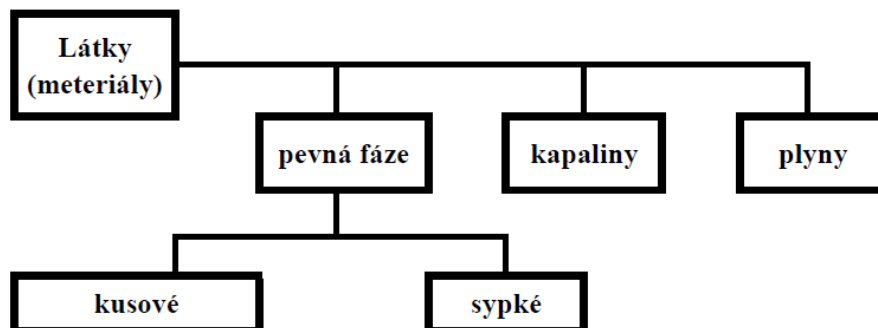 Látky
(meteriály)
pevná fáze
kapaliny
plyny
kusové
sypké